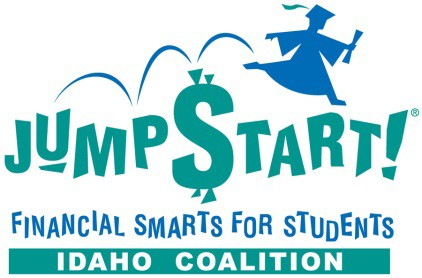 JUMP$TART!®
FINANCIAL SMARTS FOR STUDENTS
IDAHO COALITION